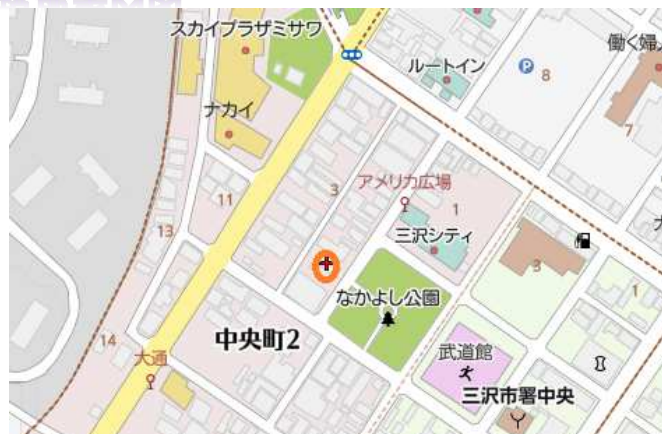 スカイプラザミサワ
働く婦人
ルートイン
P
8
7
ナカイ
3
アメリカ広場
1
11
三沢シティ
13
3
1
なかよし公園
14
中央町2
武道館
大通
三沢市署中央